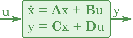 u
ẋ = Ax + Bu
y = Cx + Du
y